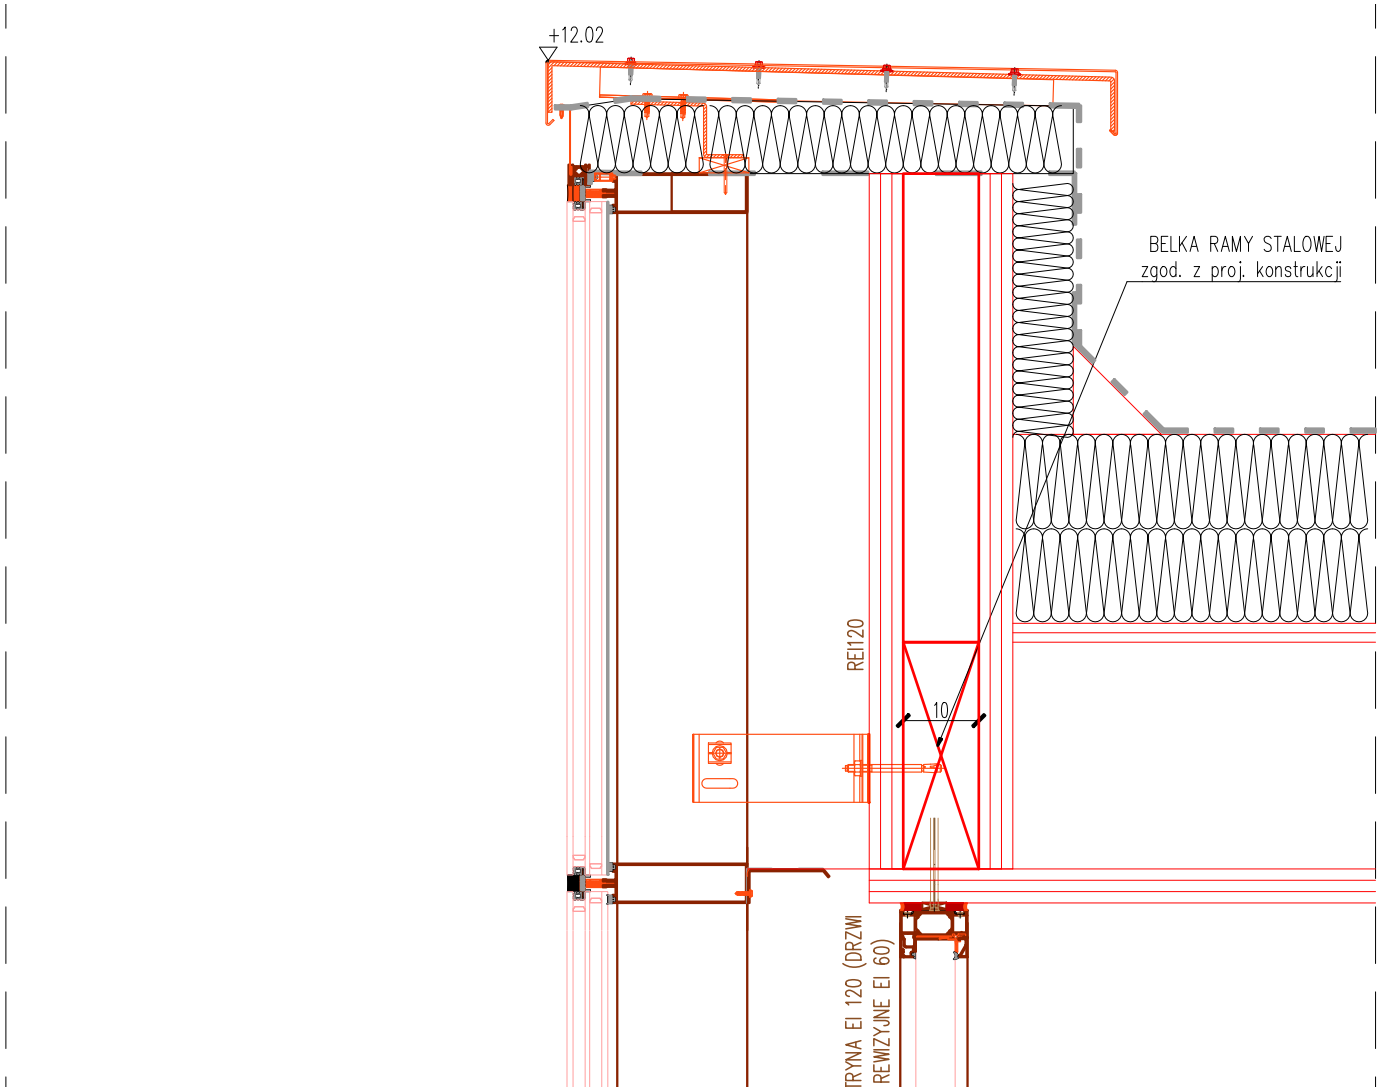 +12.02
BELKA RAMY STALOWEJ
zgod. z proj. konstrukcji
REI120
10
TRYNA EI 120 (DRZWI
REWIZYJNE EI 60)